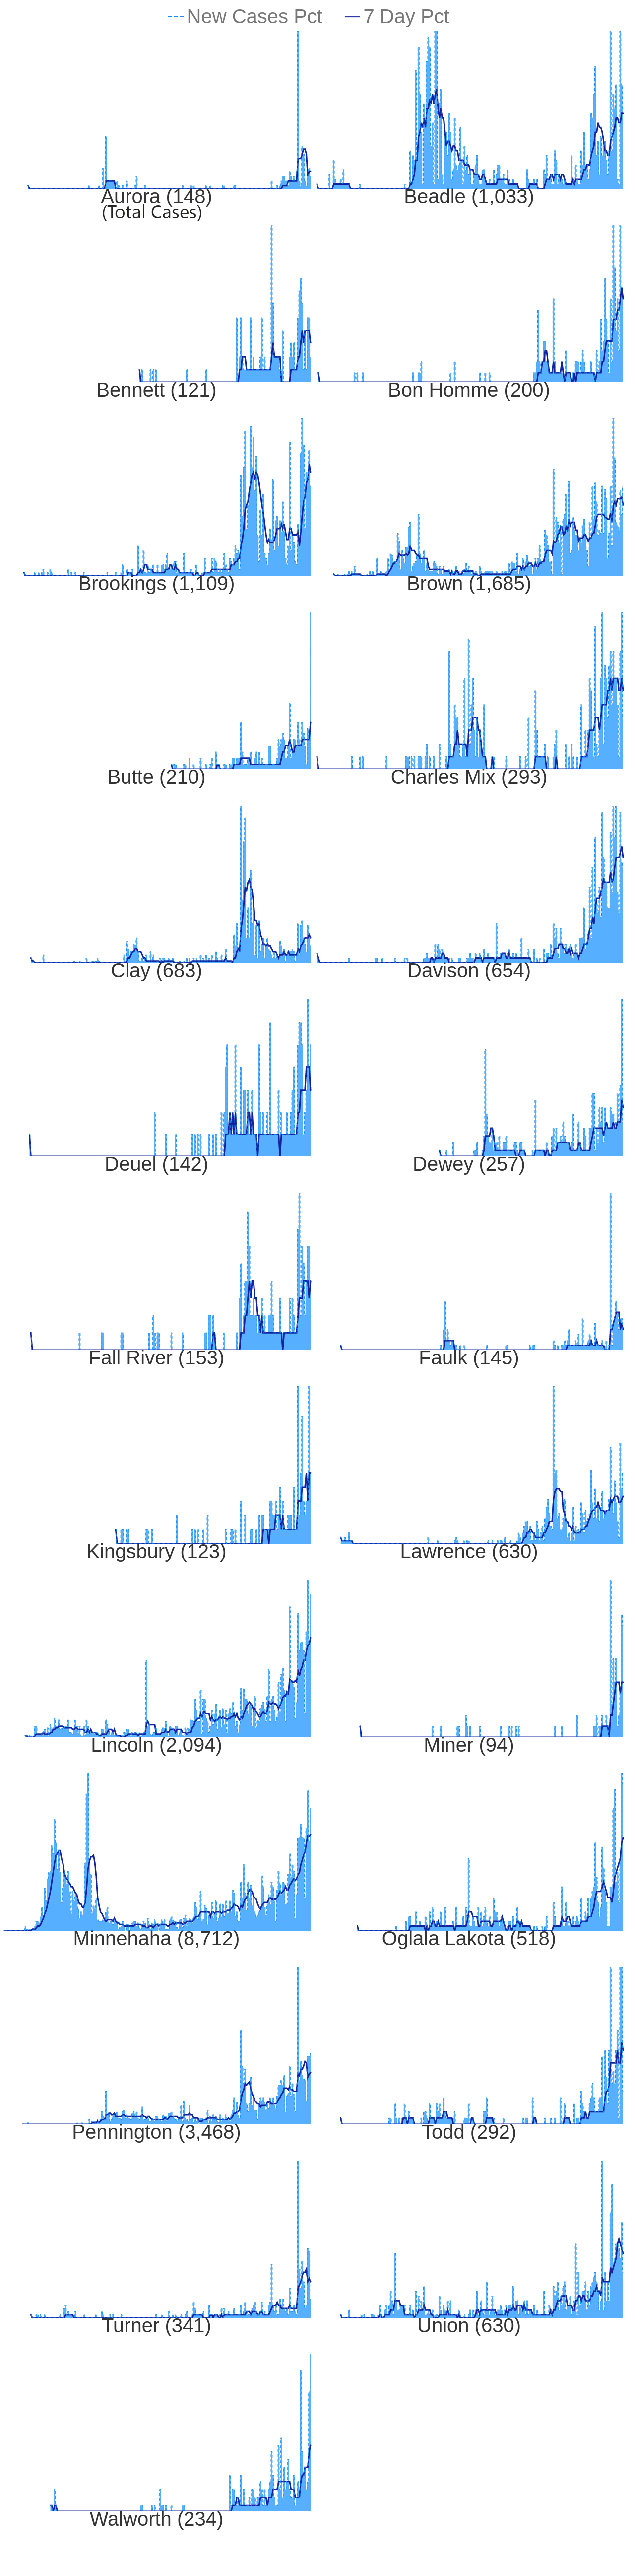 New Cases Pct 7 Day Pct
Aurora (148) Beadle (1,033)
(Total Cases)
Bennett (121) Bon Homme (200)
Brookings (1,109) Brown (1,685)
Butte (210) Charles Mix (293)
Clay (683) Davison (654)
Deuel (142) Dewey (257)
Fall River (153) Faulk (145)
Kingsbury (123) Lawrence (630)
Lincoln (2,094) Miner (94)
Minnehaha (8,712) Oglala Lakota (518)
Pennington (3,468) Todd (292)
Turner (341) Union (630)
Walworth (234)